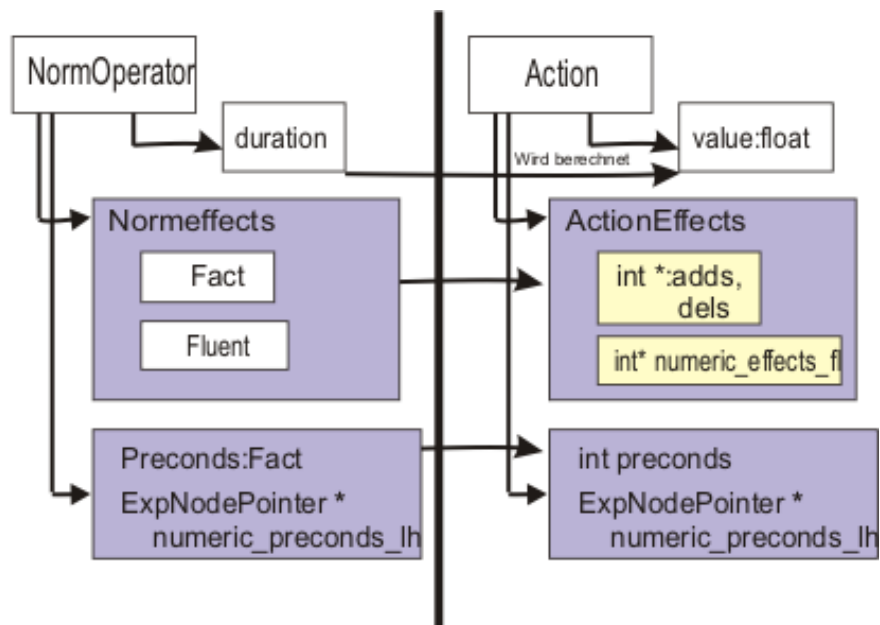 NormOperator
duration
Normeffects
Fact
Fluent
Preconds:Fact
ExpNodePointer *
numeric_preconds_lh
Action
value:float
Wird berechnet
ActionEffects
int *:adds,
dels
int* numeric_effects_fl
int preconds
ExpNodePointer *
numeric_preconds_lh